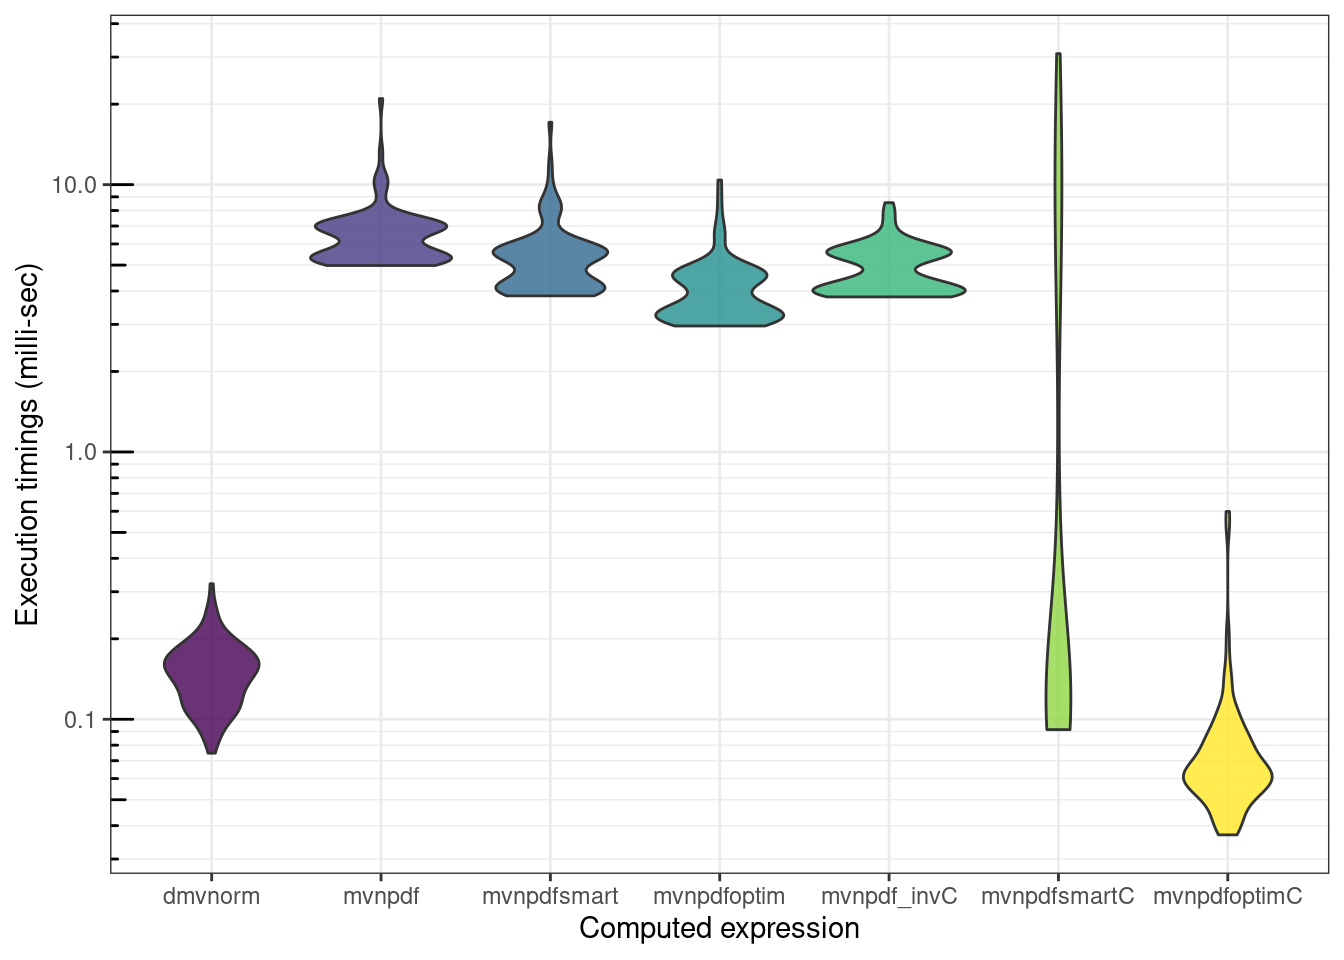 Execution timings (milli-sec)
10.0
1.0
0.1
dmvnorm mvnpdf mvnpdfsmart mvnpdfoptim mvnpdf_invC mvnpdfsmartC mvnpdfoptimC
Computed expression